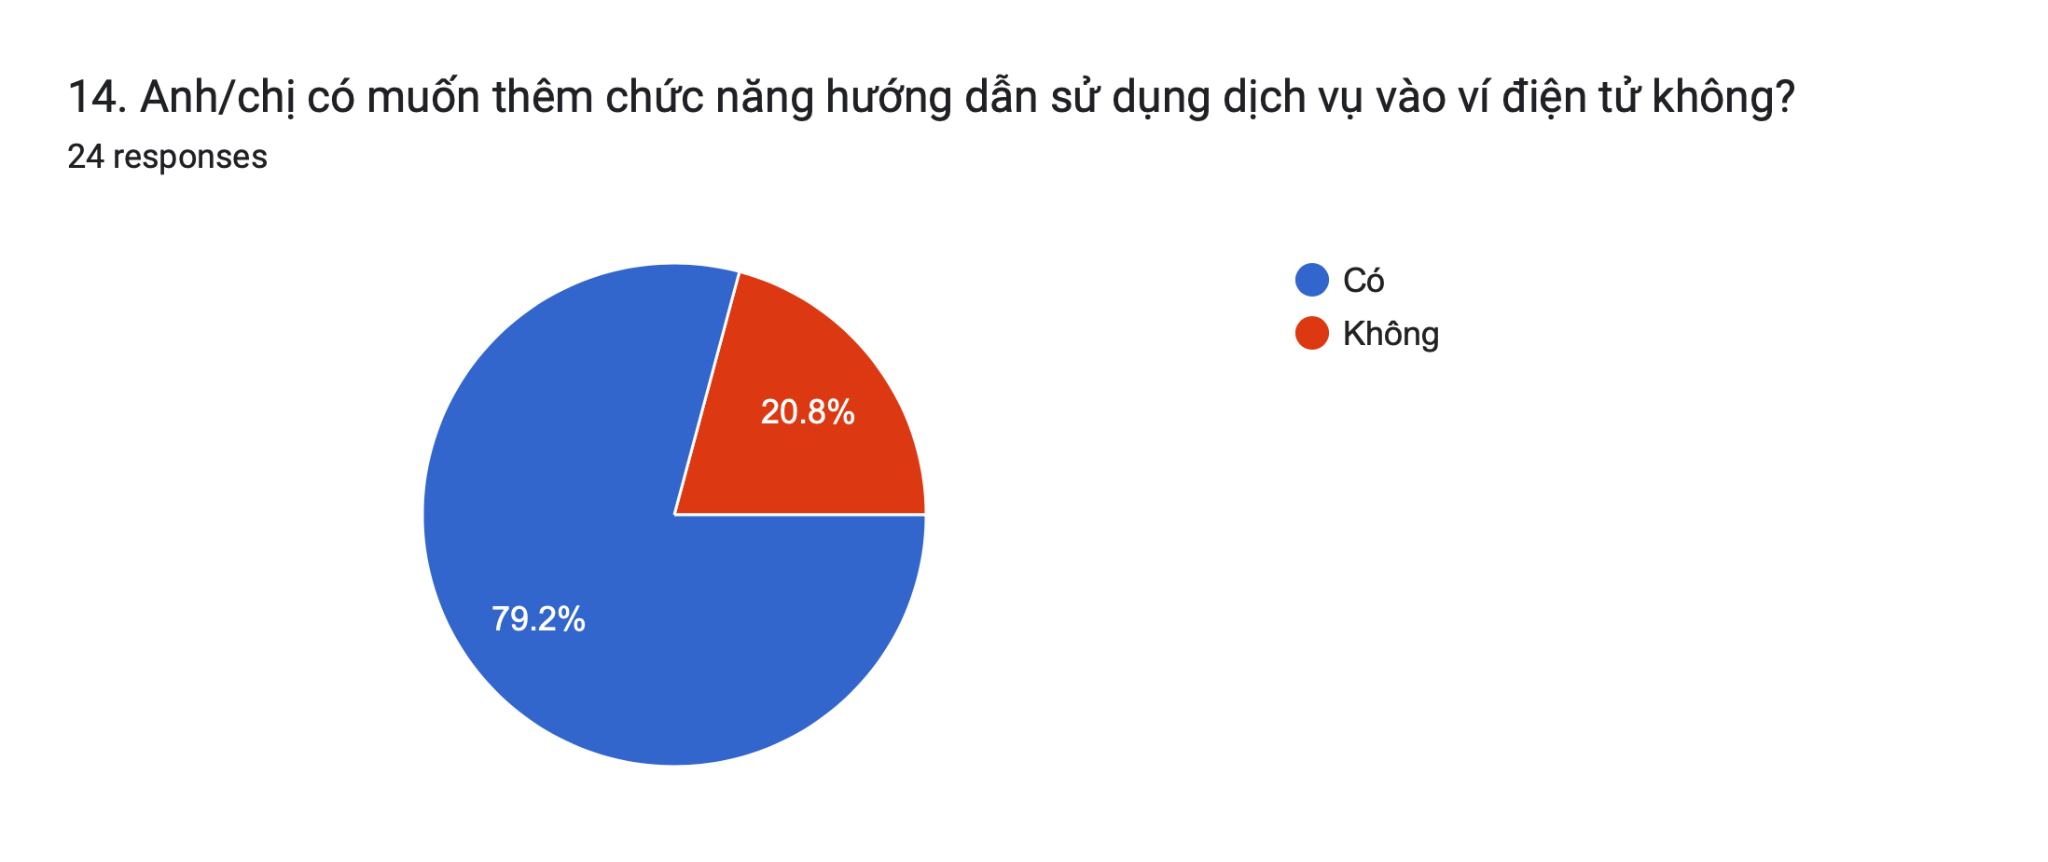 14. Anh/chị có muốn thêm chức năng hướng dẫn sử dụng dịch vụ vào ví điện tử không?
24 responses
Có
Không
20.8%
79.2%